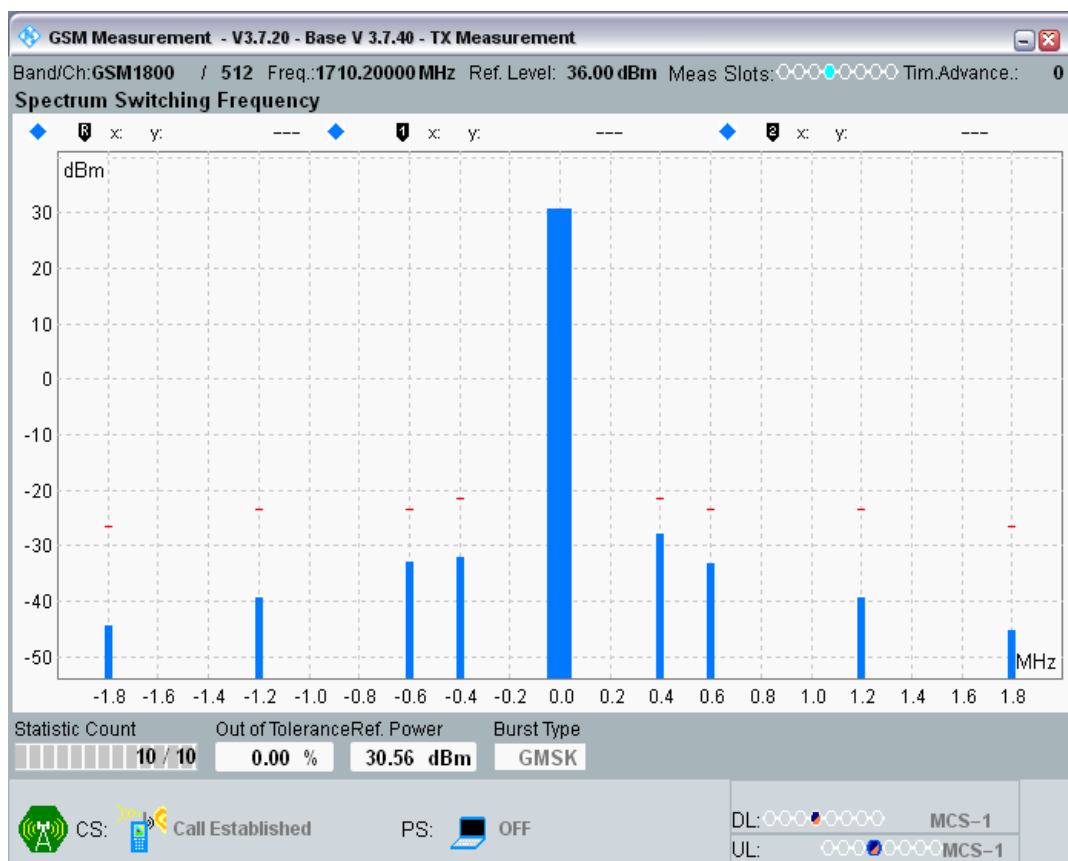 GSM Measurement - V3.7.20 - Base V 3.7.40 - TX Measurement
Band/Ch:GSM1800 / 512 Freq.:1710.20000 MHz Ref. Level: 36.00 dBm Meas Slots: Tim.Advance.: 0
Spectrum Switching Frequency
R x: y: --- 1 x: y: --- 2 x: y: ---
dBm
30
20
10
0
-10
-20
-30
-40
-50
MHz
-1.8 -1.6 -1.4 -1.2 -1.0 -0.8 -0.6 -0.4 -0.2 0.0 0.2 0.4 0.6 0.8 1.0 1.2 1.4 1.6 1.8
Statistic Count Out of Tolerance Ref. Power Burst Type
10 / 10 0.00 % 30.56 dBm GMSK
CS: Call Established PS: OFF
DL: MCS-1
UL: MCS-1